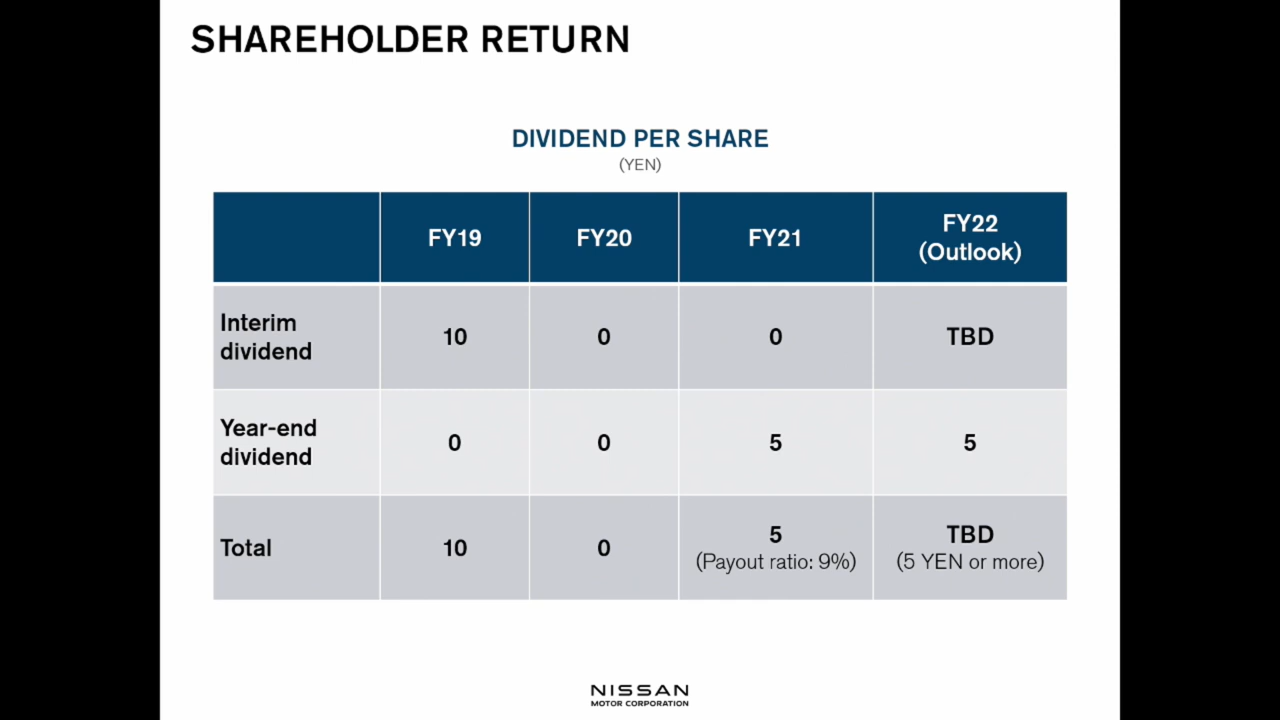 SHAREHOLDER RETURN
DIVIDEND PER SHARE
(YEN)
FY19 FY20 FY21 FY22
(Outlook)
Interim
dividend
10 0 0 TBD
Year-end
dividend
0 0 5 5
Total 10 0 5 TBD
(Payout ratio: 9%) (5 YEN or more)
NISSAN
MOTOR CORPORATION